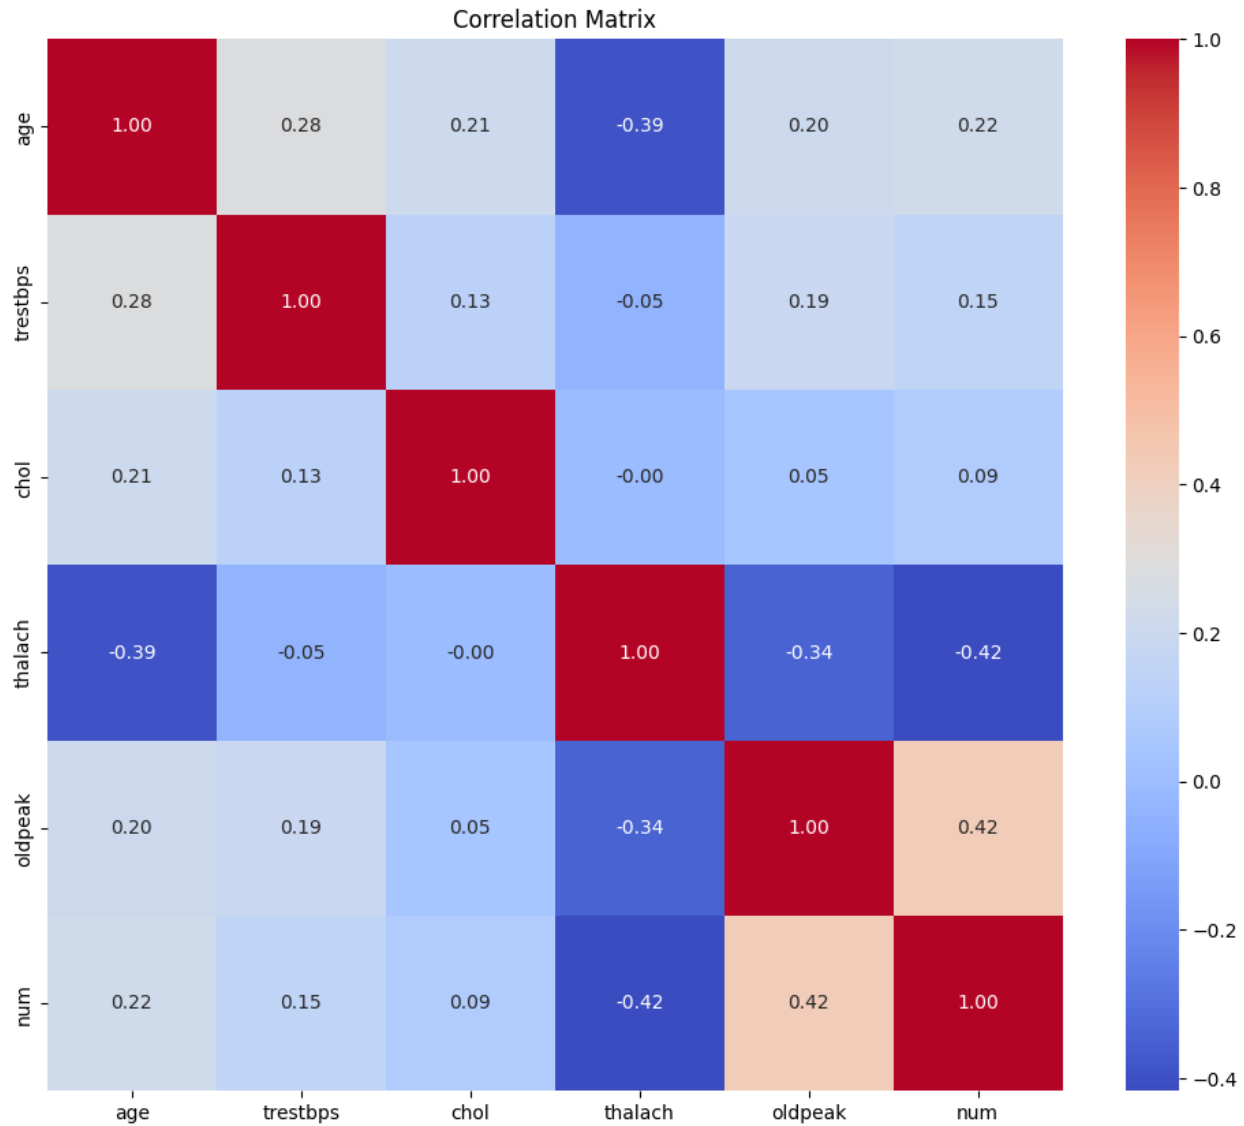 Correlation Matrix
age 1.00 0.28 0.21 -0.39 0.20 0.22
trestbps 0.28 1.00 0.13 -0.05 0.19 0.15
chol 0.21 0.13 1.00 -0.00 0.05 0.09
thalach -0.39 -0.05 -0.00 1.00 -0.34 -0.42
oldpeak 0.20 0.19 0.05 -0.34 1.00 0.42
num 0.22 0.15 0.09 -0.42 0.42 1.00
age trestbps chol thalach oldpeak num
1.0
0.8
0.6
0.4
0.2
0.0
−0.2
−0.4